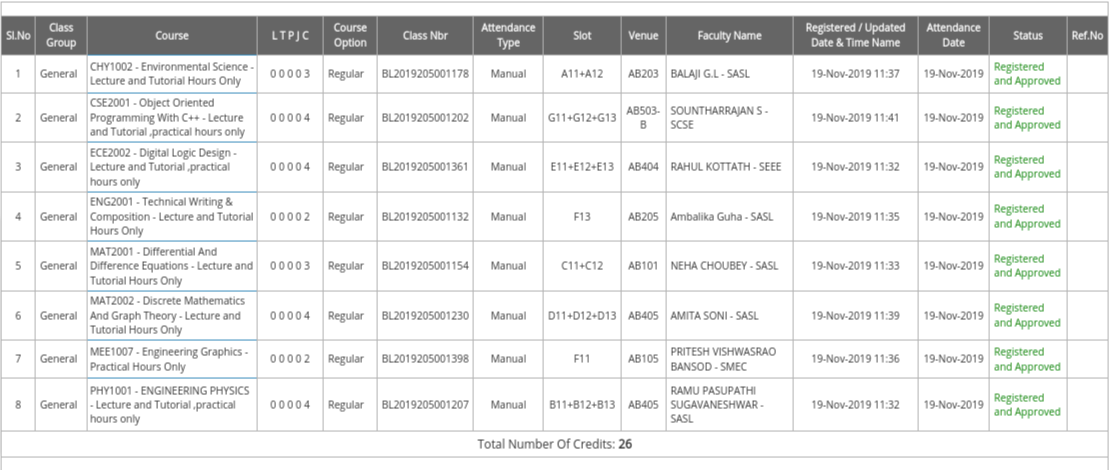 Sl.No Class Group Course L T P J C Course Option Class Nbr Attendance Type Slot Venue Faculty Name Registered / Updated Date & Time Name Attendance Date Status Ref.No
1 General CHY1002 - Environmental Science - Lecture and Tutorial Hours Only 0 0 0 0 3 Regular BL2019205001178 Manual A11+A12 AB203 BALAJI G.L - SASL 19-Nov-2019 11:37 19-Nov-2019 Registered and Approved
2 General CSE2001 - Object Oriented Programming With C++ - Lecture and Tutorial ,practical hours only 0 0 0 0 4 Regular BL2019205001202 Manual G11+G12+G13 AB503-B SOUNTHARRAJAN S - SCSE 19-Nov-2019 11:41 19-Nov-2019 Registered and Approved
3 General ECE2002 - Digital Logic Design - Lecture and Tutorial ,practical hours only 0 0 0 0 4 Regular BL2019205001361 Manual E11+E12+E13 AB404 RAHUL KOTTATH - SEEE 19-Nov-2019 11:32 19-Nov-2019 Registered and Approved
4 General ENG2001 - Technical Writing & Composition - Lecture and Tutorial Hours Only 0 0 0 0 2 Regular BL2019205001132 Manual F13 AB205 Ambalika Guha - SASL 19-Nov-2019 11:35 19-Nov-2019 Registered and Approved
5 General MAT2001 - Differential And Difference Equations - Lecture and Tutorial Hours Only 0 0 0 0 3 Regular BL2019205001154 Manual C11+C12 AB101 NEHA CHOUBEY - SASL 19-Nov-2019 11:33 19-Nov-2019 Registered and Approved
6 General MAT2002 - Discrete Mathematics And Graph Theory - Lecture and Tutorial Hours Only 0 0 0 0 4 Regular BL2019205001230 Manual D11+D12+D13 AB405 AMITA SONI - SASL 19-Nov-2019 11:39 19-Nov-2019 Registered and Approved
7 General MEE1007 - Engineering Graphics - Practical Hours Only 0 0 0 0 2 Regular BL2019205001398 Manual F11 AB105 PRITESH VISHWASRAO BANSOD - SMEC 19-Nov-2019 11:36 19-Nov-2019 Registered and Approved
8 General PHY1001 - ENGINEERING PHYSICS - Lecture and Tutorial ,practical hours only 0 0 0 0 4 Regular BL2019205001207 Manual B11+B12+B13 AB405 RAMU PASUPATHI SUGAVANESHWAR - SASL 19-Nov-2019 11:32 19-Nov-2019 Registered and Approved
Total Number Of Credits: 26